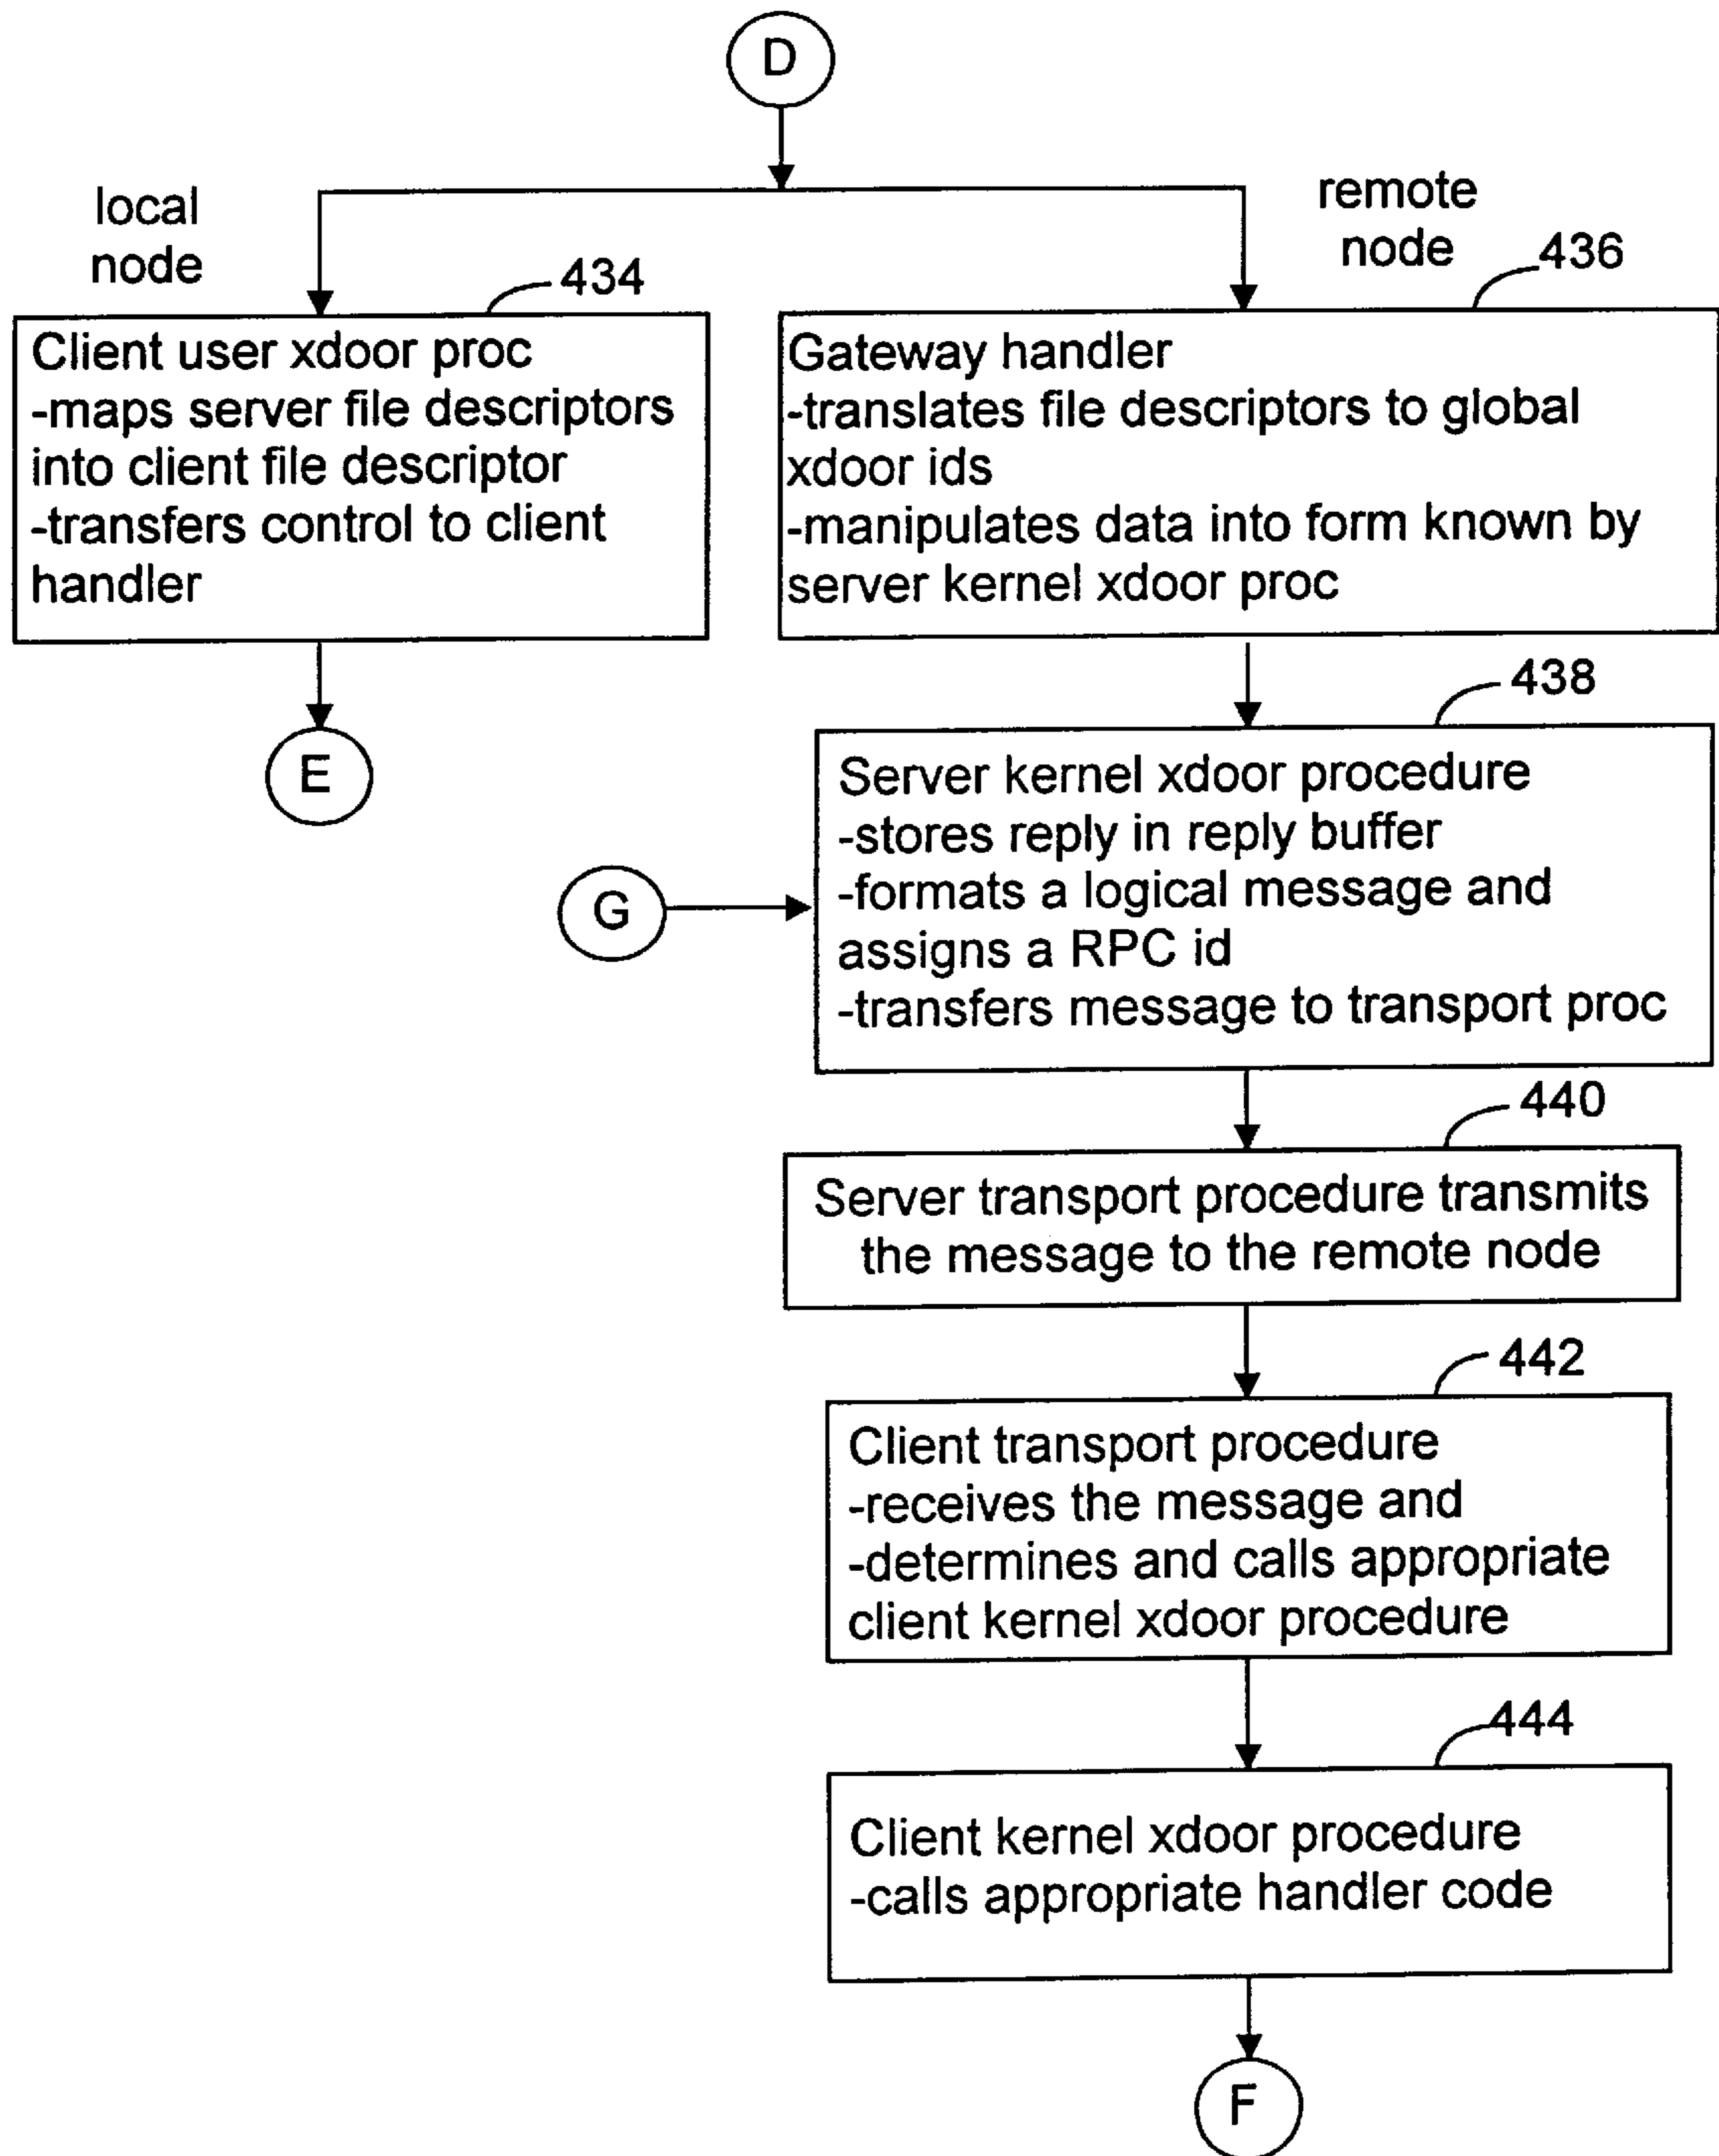 D
local
node
remote
node
434
436
Client user xdoor proc
-maps server file descriptors
into client file descriptor
-transfers control to client
handler
Gateway handler
-translates file descriptors to global
xdoor ids
-manipulates data into form known by
server kernel xdoor proc
E
438
Server kernel xdoor procedure
-stores reply in reply buffer
-formats a logical message and
assigns a RPC id
-transfers message to transport proc
G
440
Server transport procedure transmits
the message to the remote node
442
Client transport procedure
-receives the message and
-determines and calls appropriate
client kernel xdoor procedure
444
Client kernel xdoor procedure
-calls appropriate handler code
F